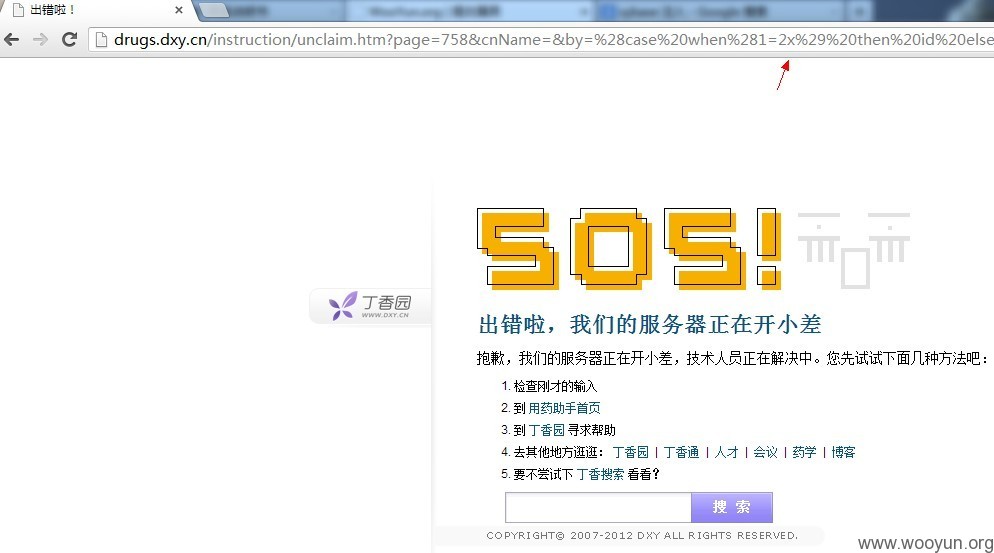 出错啦！
drugs.dxy.cn/instruction/unclaim.htm?page=758&cnName=&by=%28case%20when%281=2x%29%20then%20id%20else
SOS!
丁香园
WWW.DXY.CN
出错啦，我们的服务器正在开小差
抱歉，我们的服务器正在开小差，技术人员正在解决中。您先试试下面几种方法吧：
1. 检查刚才的输入
2. 到 用药助手首页
3. 到 丁香园 寻求帮助
4. 去其他地方逛逛： 丁香园 | 丁香通 | 人才 | 会议 | 药学 | 博客
5. 要不尝试下 丁香搜索 看看？
搜 索
COPYRIGHT@ 2007-2012 DXY ALL RIGHTS RESERVED.
www.wooyun.org